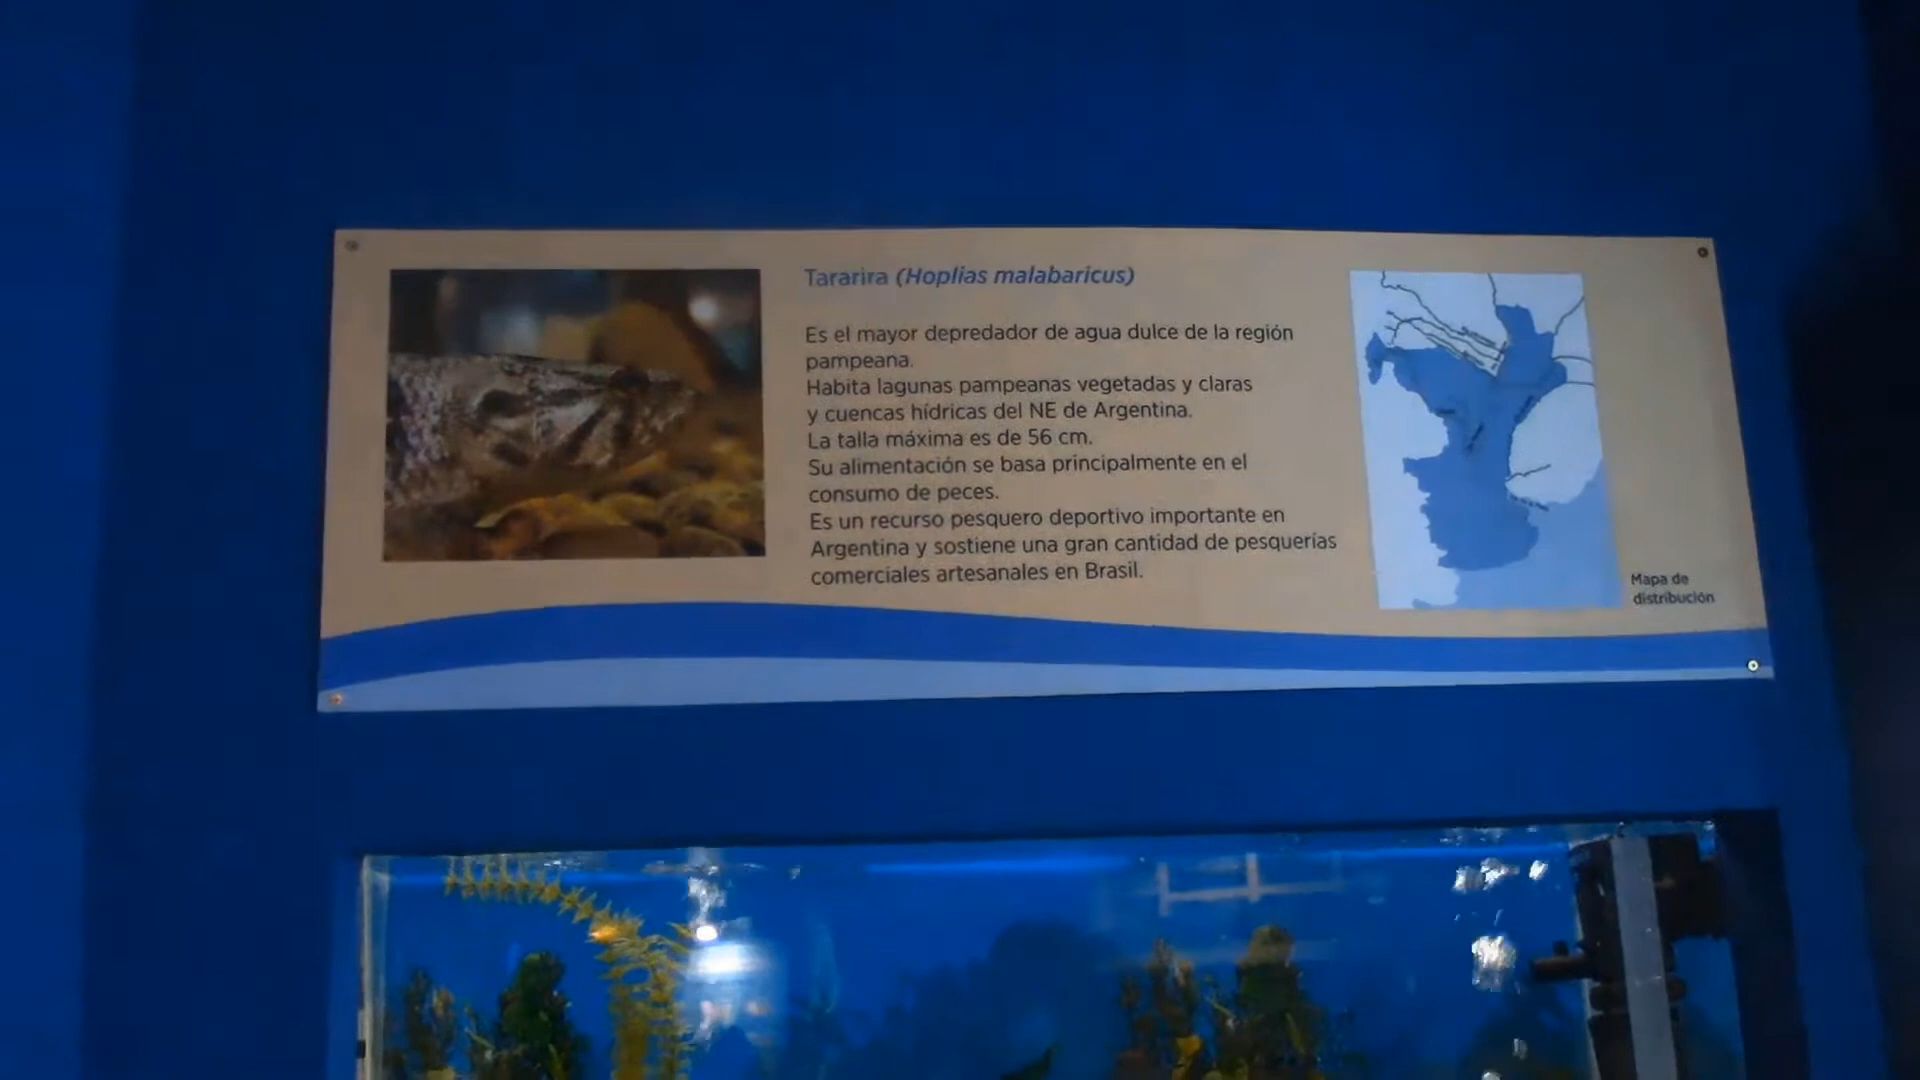 Tararira (Hoplias malabaricus)
Es el mayor depredador de agua dulce de la región
pampeana.
Habita lagunas pampeanas vegetadas y claras
y cuencas hídricas del NE de Argentina.
La talla máxima es de 56 cm.
Su alimentación se basa principalmente en el
consumo de peces.
Es un recurso pesquero deportivo importante en
Argentina y sostiene una gran cantidad de pesquerías
comerciales artesanales en Brasil.
Mapa de
distribución